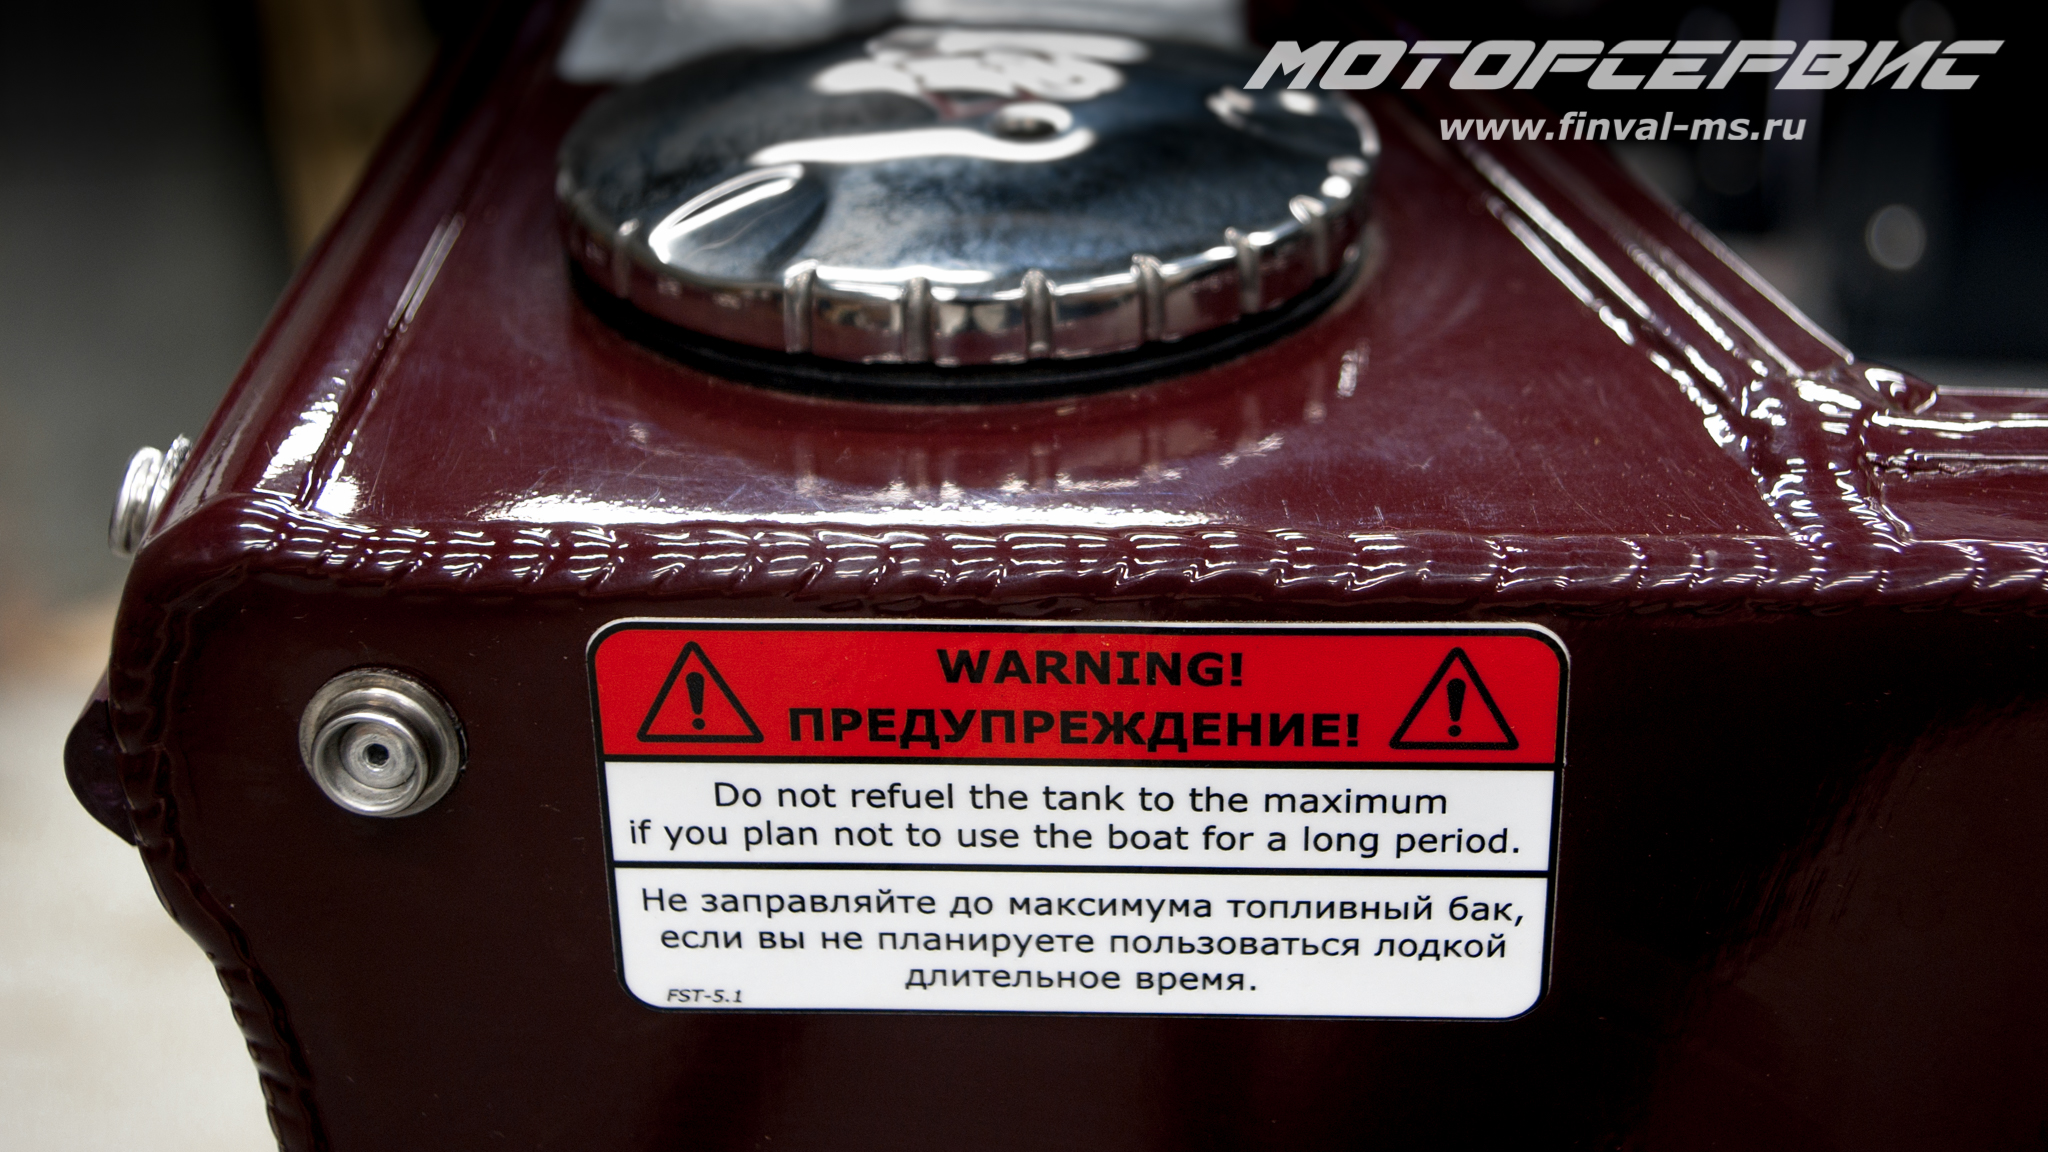 МОТОРСЕРВИС
www.finval-ms.ru
WARNING!
ПРЕДУПРЕЖДЕНИЕ!
Do not refuel the tank to the maximum
if you plan not to use the boat for a long period.
Не заправляйте до максимума топливный бак,
если вы не планируете пользоваться лодкой
длительное время.
FST-5.1